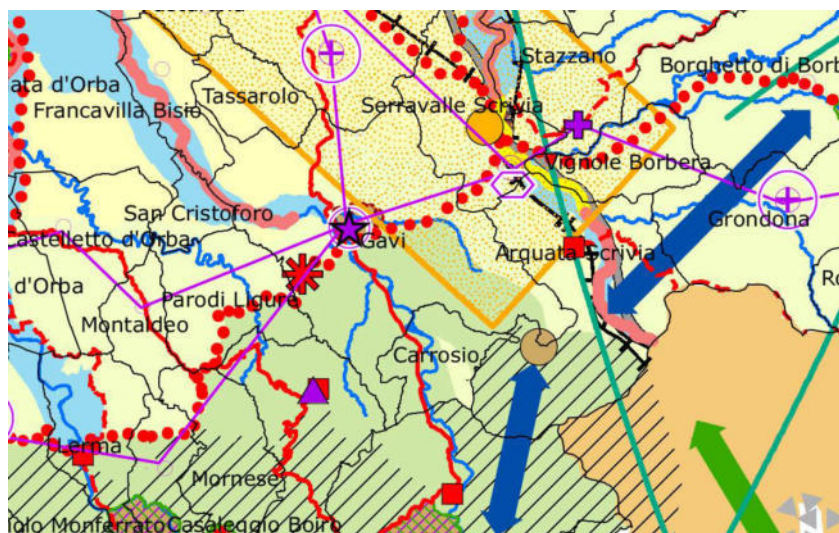 Stazzano
Borghetto di Borb
ata d'Orba
Tassarolo
Francavilla Bisio
Serravalle Scrivia
Vignole Borbera
San Cristoforo
Grondona
astelletto d'Orba
Gavi
Arquata Scrivia
d'Orba
Parodi Ligure
Ro
Montaldeo
Carrosio
Lerma
Mornese
olo Monferrato
Casaleggio Boiro